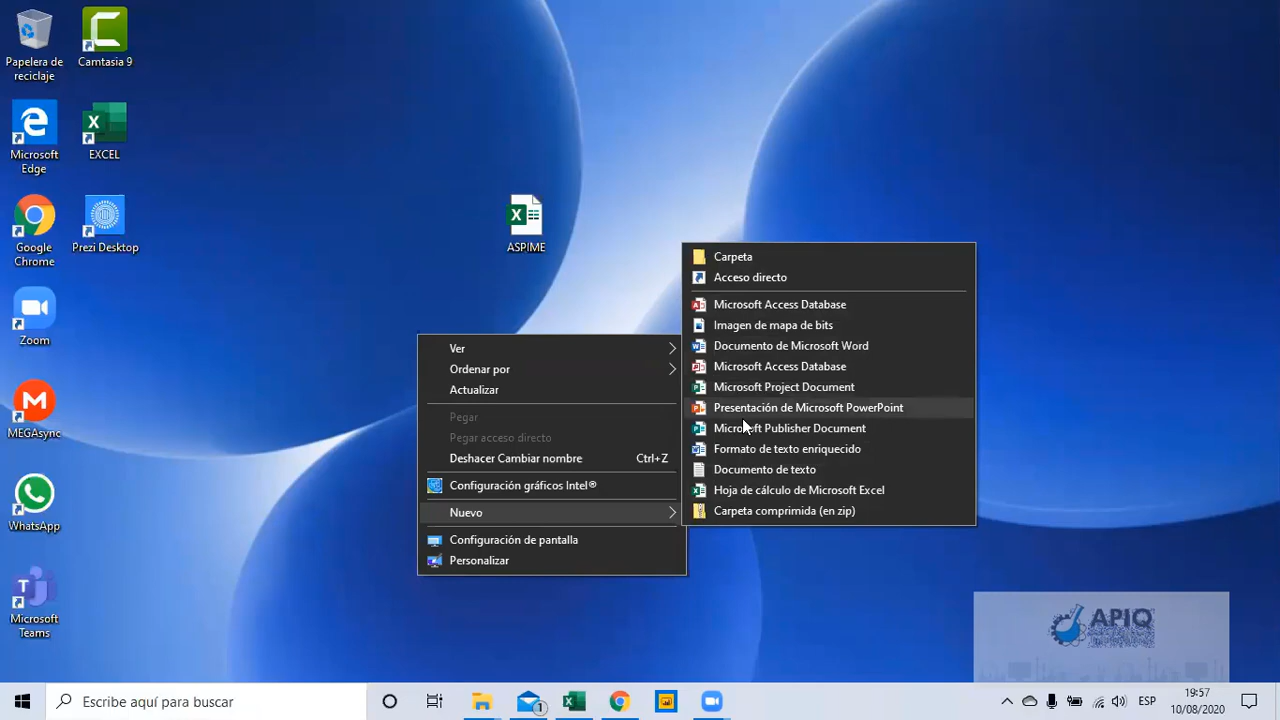 Papelera de
reciclaje
Camtasia 9
Microsoft
Edge
EXCEL
Google
Chrome
Prezi Desktop
Zoom
MEGAsync
WhatsApp
Microsoft
Teams
ASPIME
Ver
Ordenar por
Actualizar
Pegar
Pegar acceso directo
Deshacer Cambiar nombre Ctrl+Z
Configuración gráficos Intel®
Nuevo
Configuración de pantalla
Personalizar
Carpeta
Acceso directo
Microsoft Access Database
Imagen de mapa de bits
Documento de Microsoft Word
Microsoft Access Database
Microsoft Project Document
Presentación de Microsoft PowerPoint
Microsoft Publisher Document
Formato de texto enriquecido
Documento de texto
Hoja de cálculo de Microsoft Excel
Carpeta comprimida (en zip)
APIQ
Escribe aquí para buscar
1
ESP
19:57
10/08/2020